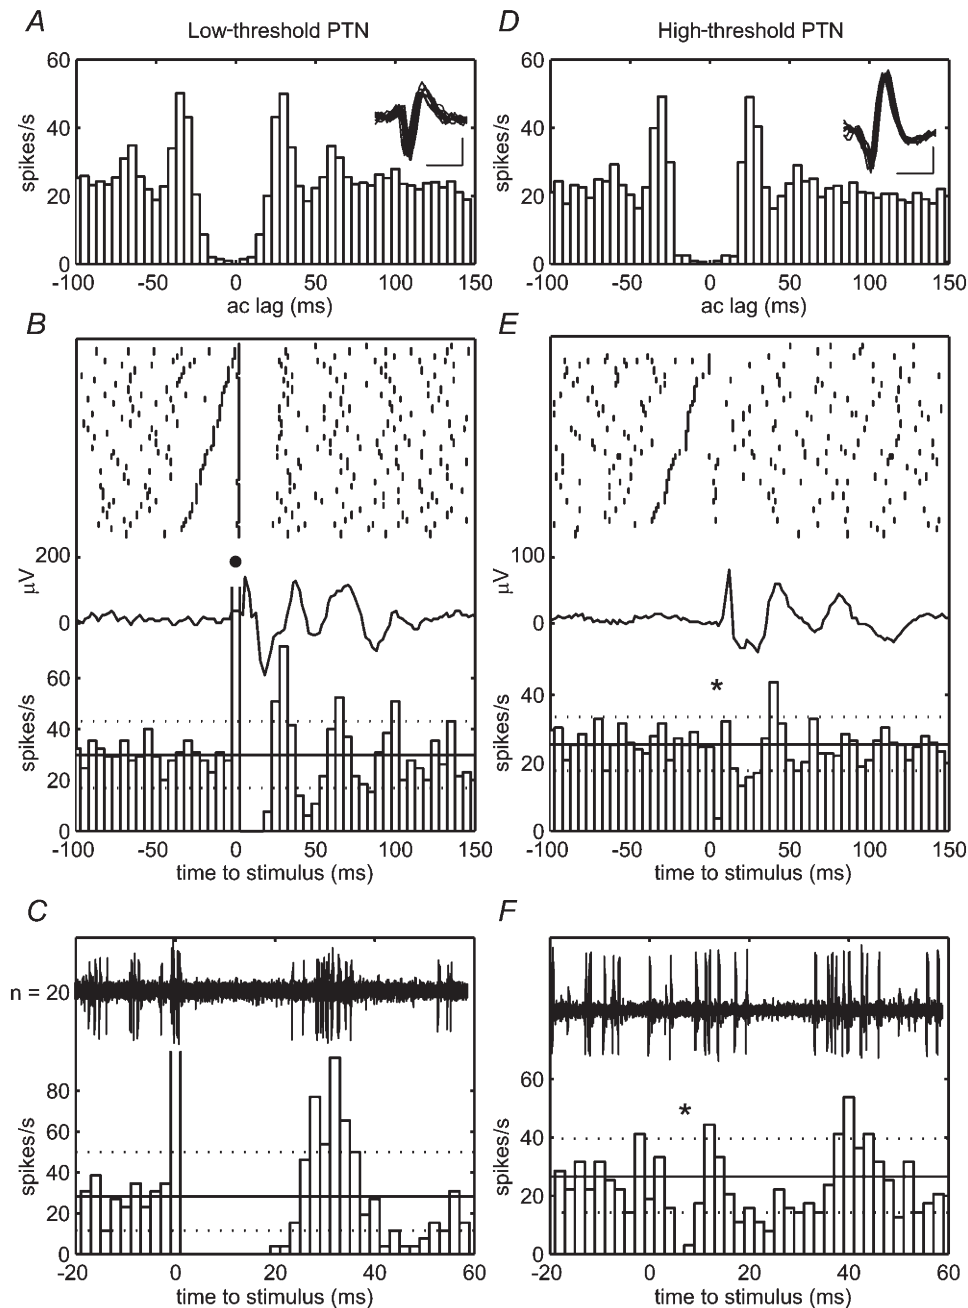 A
Low-threshold PTN
D
High-threshold PTN
60
40
20
0
spikes/s
-100 -50 0 50 100 150
ac lag (ms)
60
40
20
0
spikes/s
-100 -50 0 50 100 150
ac lag (ms)
B
200
0
µV
60
40
20
0
spikes/s
-100 -50 0 50 100 150
time to stimulus (ms)
E
100
0
µV
*
40
20
0
spikes/s
-100 -50 0 50 100 150
time to stimulus (ms)
C
n = 20
80
60
40
20
0
spikes/s
-20 0 20 40 60
time to stimulus (ms)
F
*
60
40
20
0
spikes/s
-20 0 20 40 60
time to stimulus (ms)